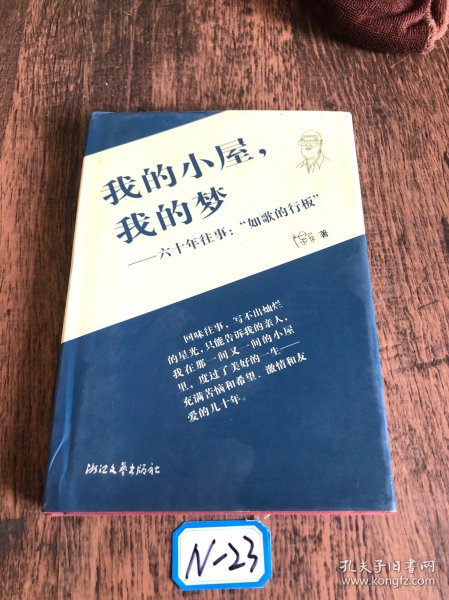 我的小屋，
我的梦
——六十年往事：“如歌的行板”
著
回味往事，写不出灿烂
的星光，只能告诉我的亲人，
我在那一间又一间的小屋
里，度过了美好的一生——
充满苦恼和希望、激情和友
爱的几十年。
浙江文艺出版社
N-23
孔夫子旧书网
www.kongfz.com